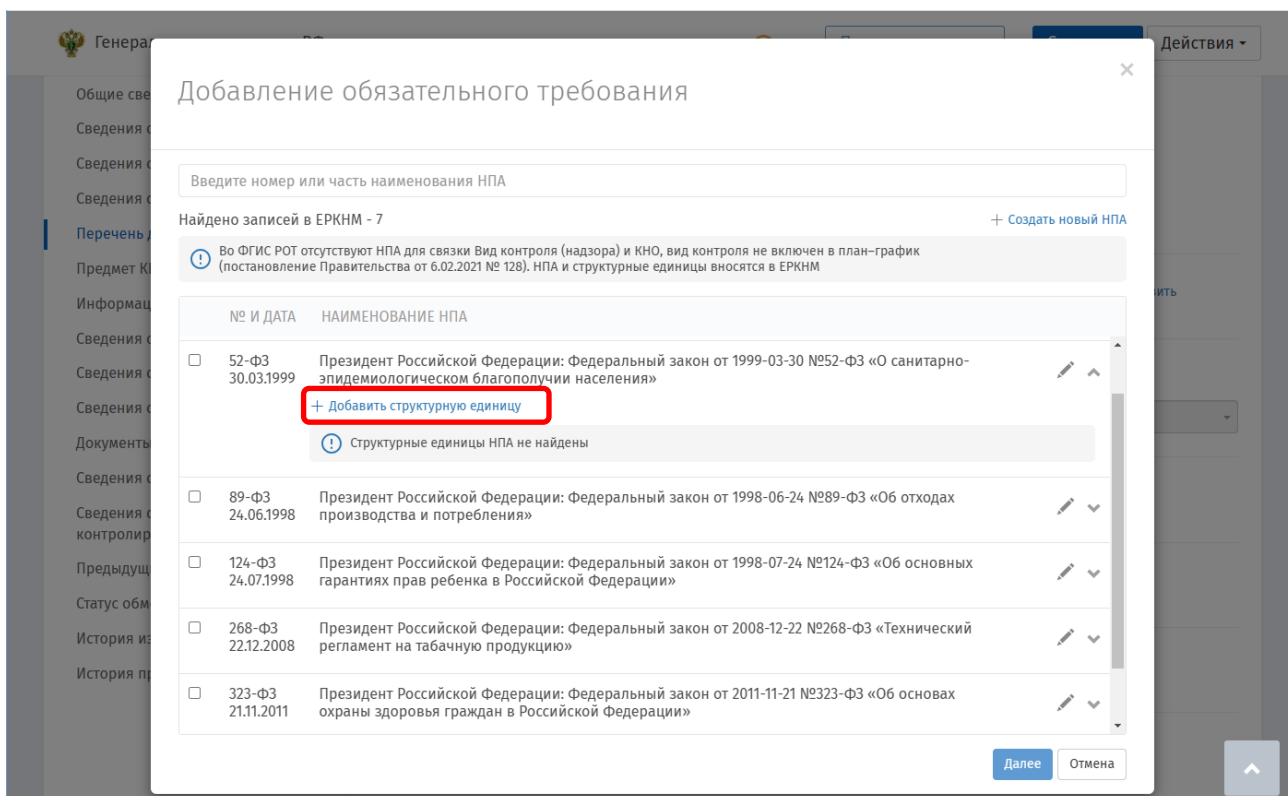 Действия
Добавление обязательного требования
Общие све
Сведения
Сведения
Сведения
Перечень
Предмет
Сведения
Сведения
Сведения
Документы
Сведения
Сведения
контролир
Предыдущ
Статус обм
История из
История пр
Введите номер или часть наименования НПА
Найдено записей в ЕРКНМ - 7
+ Создать новый НПА
Во ФГИС РОТ отсутствуют НПА для связки Вид контроля (надзора) и КНО, вид контроля не включен в план-график
(постановление Правительства от 6.02.2021 № 128). НПА и структурные единицы вносятся в ЕРКНМ
№ И ДАТА НАИМЕНОВАНИЕ НПА
52-ФЗ Президент Российской Федерации: Федеральный закон от 1999-03-30 №52-ФЗ «О санитарно-
30.03.1999 эпидемиологическом благополучии населения»
+ Добавить структурную единицу
Структурные единицы НПА не найдены
89-ФЗ Президент Российской Федерации: Федеральный закон от 1998-06-24 №89-ФЗ «Об отходах
24.06.1998 производства и потребления»
124-ФЗ Президент Российской Федерации: Федеральный закон от 1998-07-24 №124-ФЗ «Об основных
24.07.1998 гарантиях прав ребенка в Российской Федерации»
268-ФЗ Президент Российской Федерации: Федеральный закон от 2008-12-22 №268-ФЗ «Технический
22.12.2008 регламент на табачную продукцию»
323-ФЗ Президент Российской Федерации: Федеральный закон от 2011-11-21 №323-ФЗ «Об основах
21.11.2011 охраны здоровья граждан в Российской Федерации»
Далее Отмена